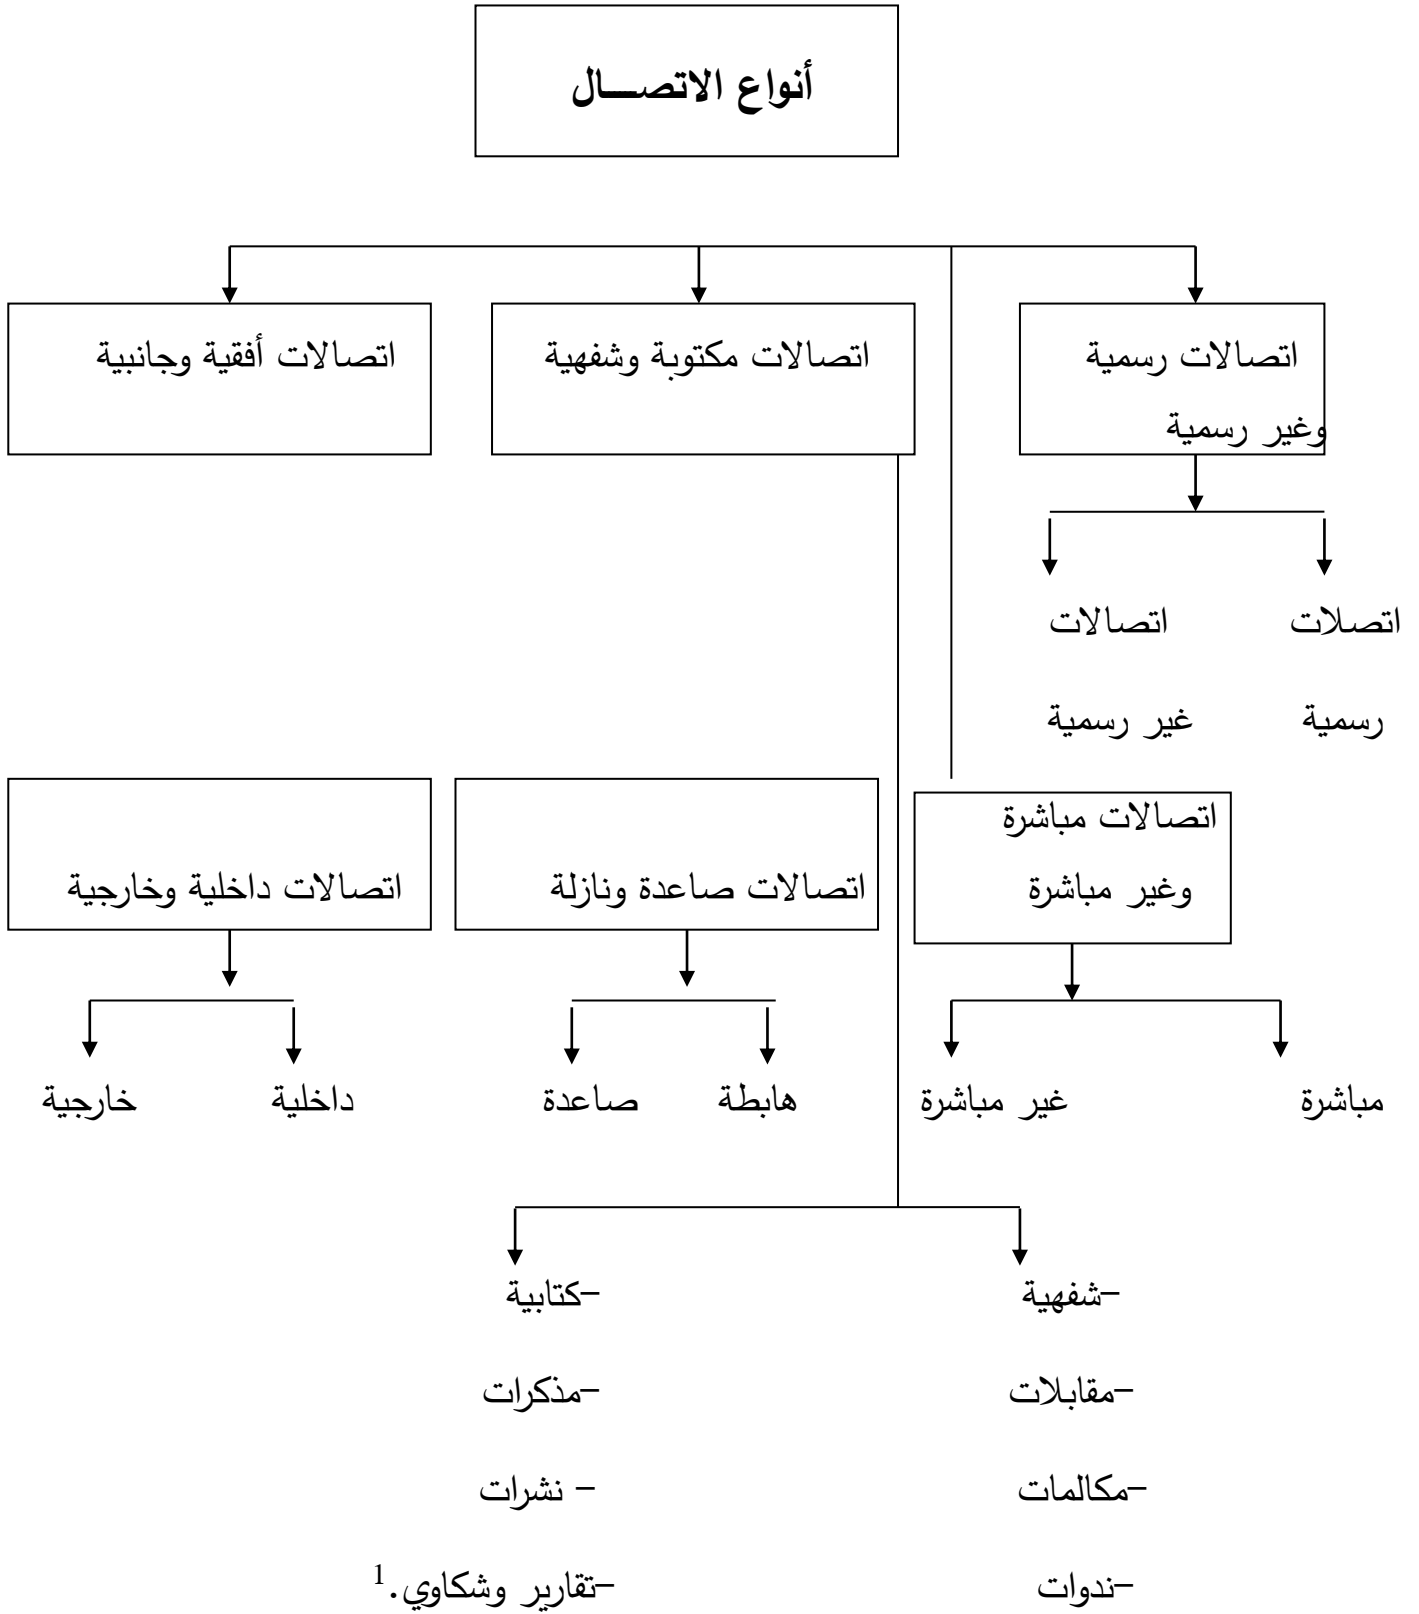 أنواع الاتصـــال
اتصالات رسمية
وغير رسمية
اتصالات مكتوبة وشفهية
اتصالات أفقية وجانبية
اتصلات
رسمية
اتصالات
غير رسمية
اتصالات مباشرة
وغير مباشرة
اتصالات صاعدة ونازلة
اتصالات داخلية وخارجية
مباشرة
غير مباشرة
هابطة
صاعدة
داخلية
خارجية
-شفهية
-مقابلات
-مكالمات
-ندوات
-كتابية
-مذكرات
- نشرات
-تقارير وشكاوي.1